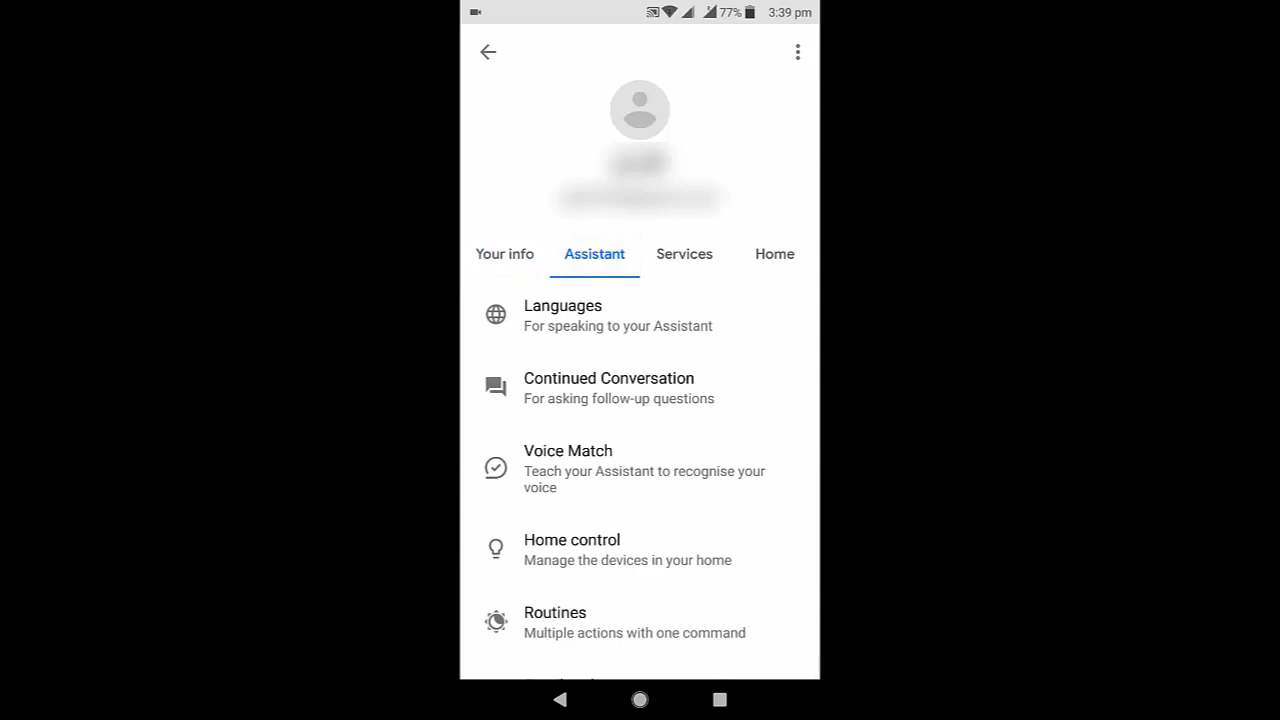 77% 3:39 pm
Your info Assistant Services Home
Languages
For speaking to your Assistant
Continued Conversation
For asking follow-up questions
Voice Match
Teach your Assistant to recognise your
voice
Home control
Manage the devices in your home
Routines
Multiple actions with one command